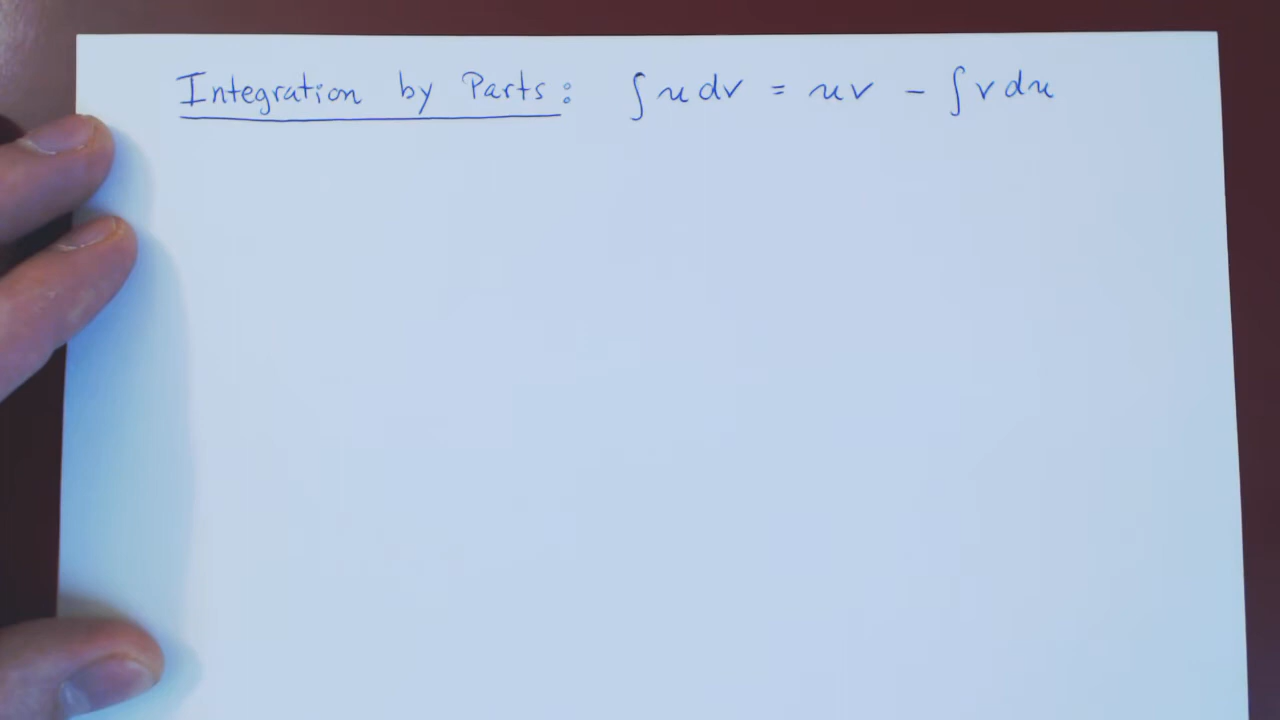 Integration by Parts: ∫ u dv = uv - ∫ v du